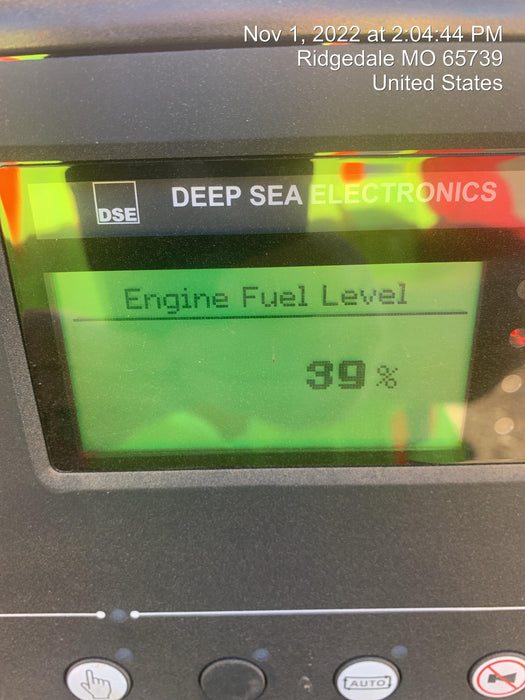 Nov 1, 2022 at 2:04:44 PM
Ridgedale MO 65739
United States
DSE DEEP SEA ELECTRONICS
Engine Fuel Level
39 %
AUTO